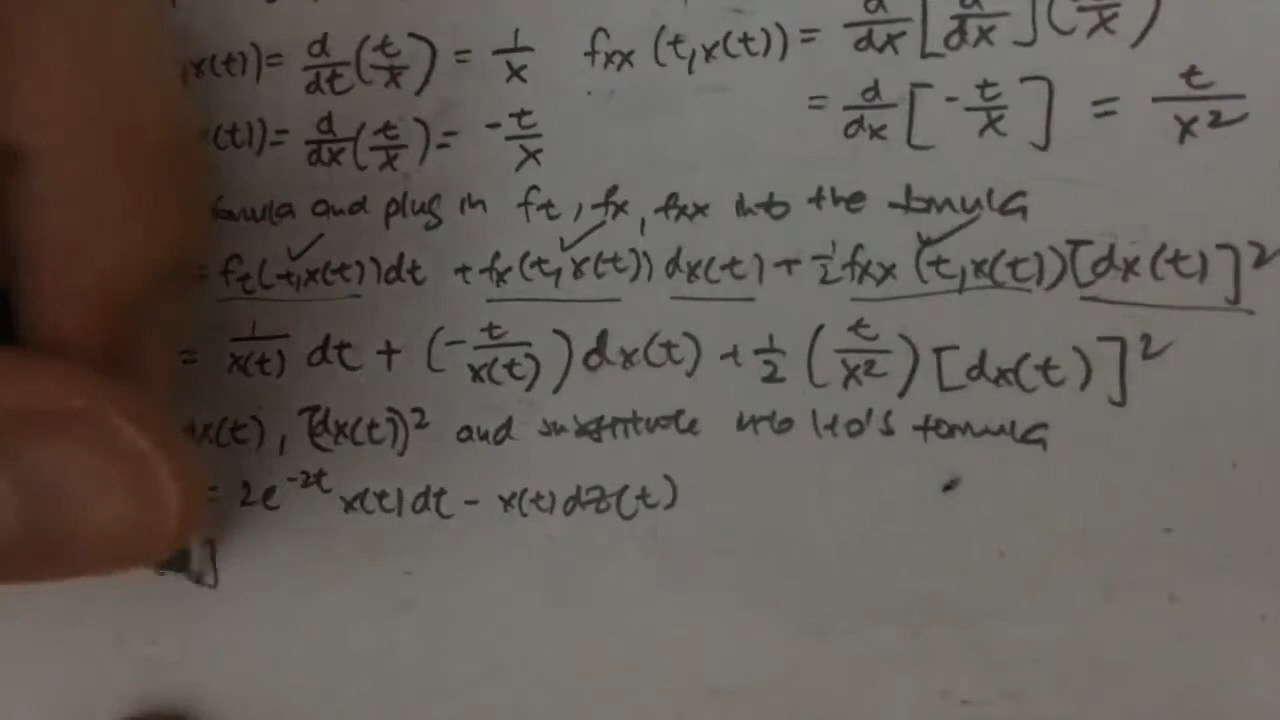 x(t)) = d/dt (t/x) = 1/x    fxx (t, x(t)) = d/dx [d/dx] (t/x)
= d/dx [-t/x] = t/x²
(t)) = d/dx (t/x) = -t/x
and plug in ft, fx, fxx into the formula
= ft(t, x(t))dt + fx(t, x(t)) dx(t) + ½ fxx (t, x(t)) [dx(t)]²
= 1/x(t) dt + (-t/x(t)) dx(t) + ½ (t/x²) [dx(t)]²
x(t), [dx(t)]² and substitute into Ito's formula
= 2e^-2t x(t)dt - x(t)dz(t)
]